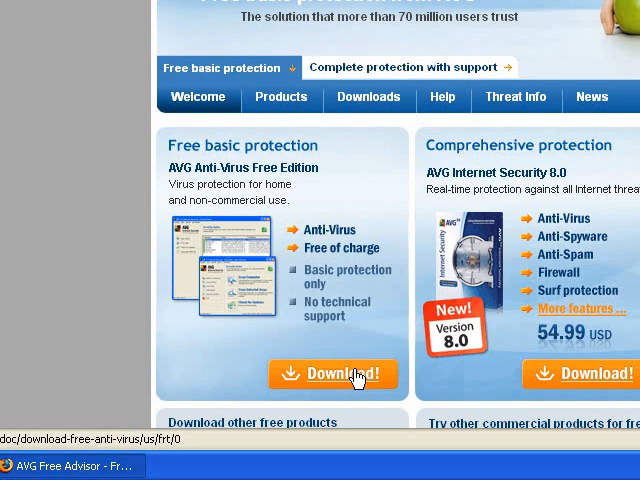 The solution that more than 70 million users trust
Free basic protection
Complete protection with support
Welcome
Products
Downloads
Help
Threat Info
News
Free basic protection
AVG Anti-Virus Free Edition
Virus protection for home
and non-commercial use.
Anti-Virus
Free of charge
Basic protection
only
No technical
support
Download!
Comprehensive protection
AVG Internet Security 8.0
Real-time protection against all Internet threa
AVG
Internet Security
New!
Version
8.0
Anti-Virus
Anti-Spyware
Anti-Spam
Firewall
Surf protection
More features ...
54.99 USD
Download!
Download other free products
Try other commercial products for fre
doc/download-free-anti-virus/us/frt/0
AVG Free Advisor - Fr...